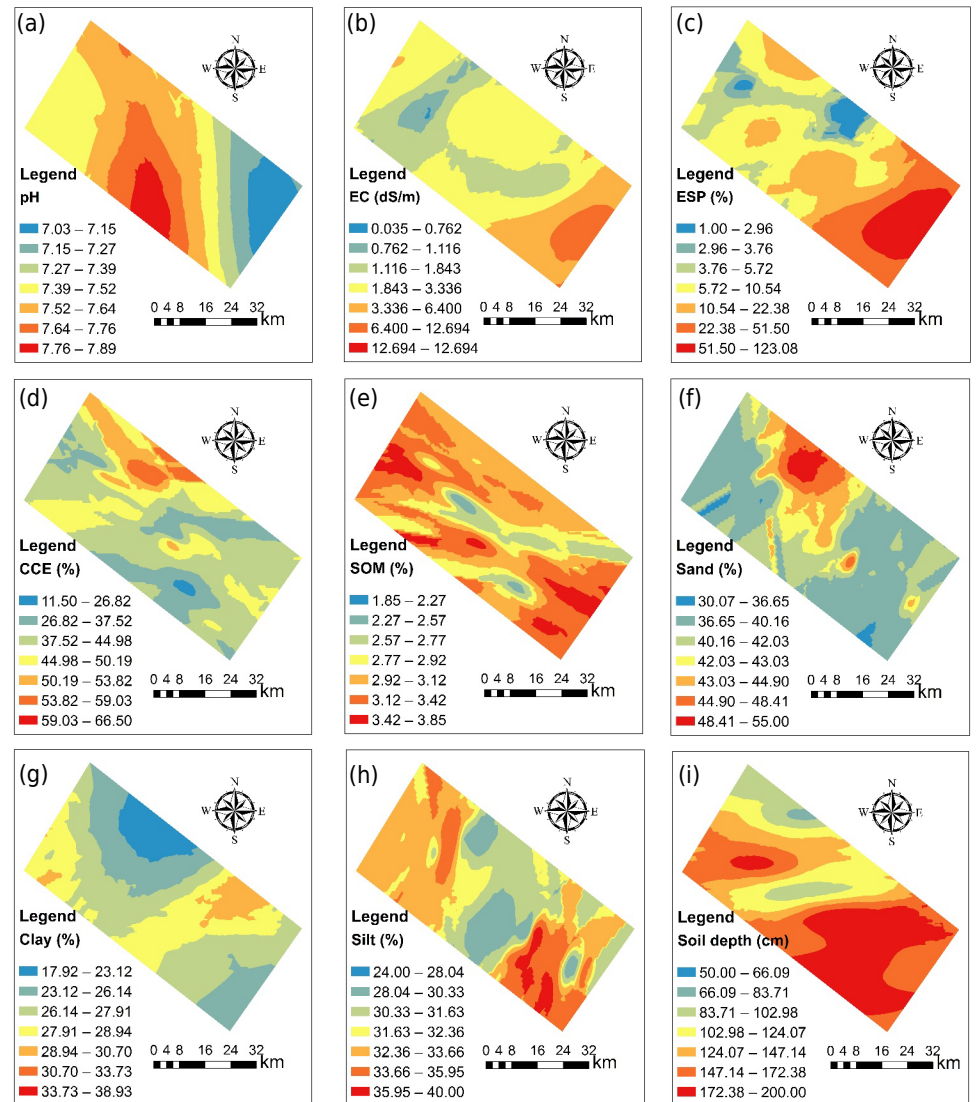 (a)
N
W E
S
Legend
pH
7.03 – 7.15
7.15 – 7.27
7.27 – 7.39
7.39 – 7.52
7.52 – 7.64
7.64 – 7.76
7.76 – 7.89
0 4 8 16 24 32
km
(b)
N
W E
S
Legend
EC (dS/m)
0.035 – 0.762
0.762 – 1.116
1.116 – 1.843
1.843 – 3.336
3.336 – 6.400
6.400 – 12.694
12.694 – 12.694
0 4 8 16 24 32
km
(c)
N
W E
S
Legend
ESP (%)
1.00 – 2.96
2.96 – 3.76
3.76 – 5.72
5.72 – 10.54
10.54 – 22.38
22.38 – 51.50
51.50 – 123.08
0 4 8 16 24 32
km
(d)
N
W E
S
Legend
CCE (%)
11.50 – 26.82
26.82 – 37.52
37.52 – 44.98
44.98 – 50.19
50.19 – 53.82
53.82 – 59.03
59.03 – 66.50
0 4 8 16 24 32
km
(e)
N
W E
S
Legend
SOM (%)
1.85 – 2.27
2.27 – 2.57
2.57 – 2.77
2.77 – 2.92
2.92 – 3.12
3.12 – 3.42
3.42 – 3.85
0 4 8 16 24 32
km
(f)
N
W E
S
Legend
Sand (%)
30.07 – 36.65
36.65 – 40.16
40.16 – 42.03
42.03 – 43.03
43.03 – 44.90
44.90 – 48.41
48.41 – 55.00
0 4 8 16 24 32
km
(g)
N
W E
S
Legend
Clay (%)
17.92 – 23.12
23.12 – 26.14
26.14 – 27.91
27.91 – 28.94
28.94 – 30.70
30.70 – 33.73
33.73 – 38.93
0 4 8 16 24 32
km
(h)
N
W E
S
Legend
Silt (%)
24.00 – 28.04
28.04 – 30.33
30.33 – 31.63
31.63 – 32.36
32.36 – 33.66
33.66 – 35.95
35.95 – 40.00
0 4 8 16 24 32
km
(i)
N
W E
S
Legend
Soil depth (cm)
50.00 – 66.09
66.09 – 83.71
83.71 – 102.98
102.98 – 124.07
124.07 – 147.14
147.14 – 172.38
172.38 – 200.00
0 4 8 16 24 32
km